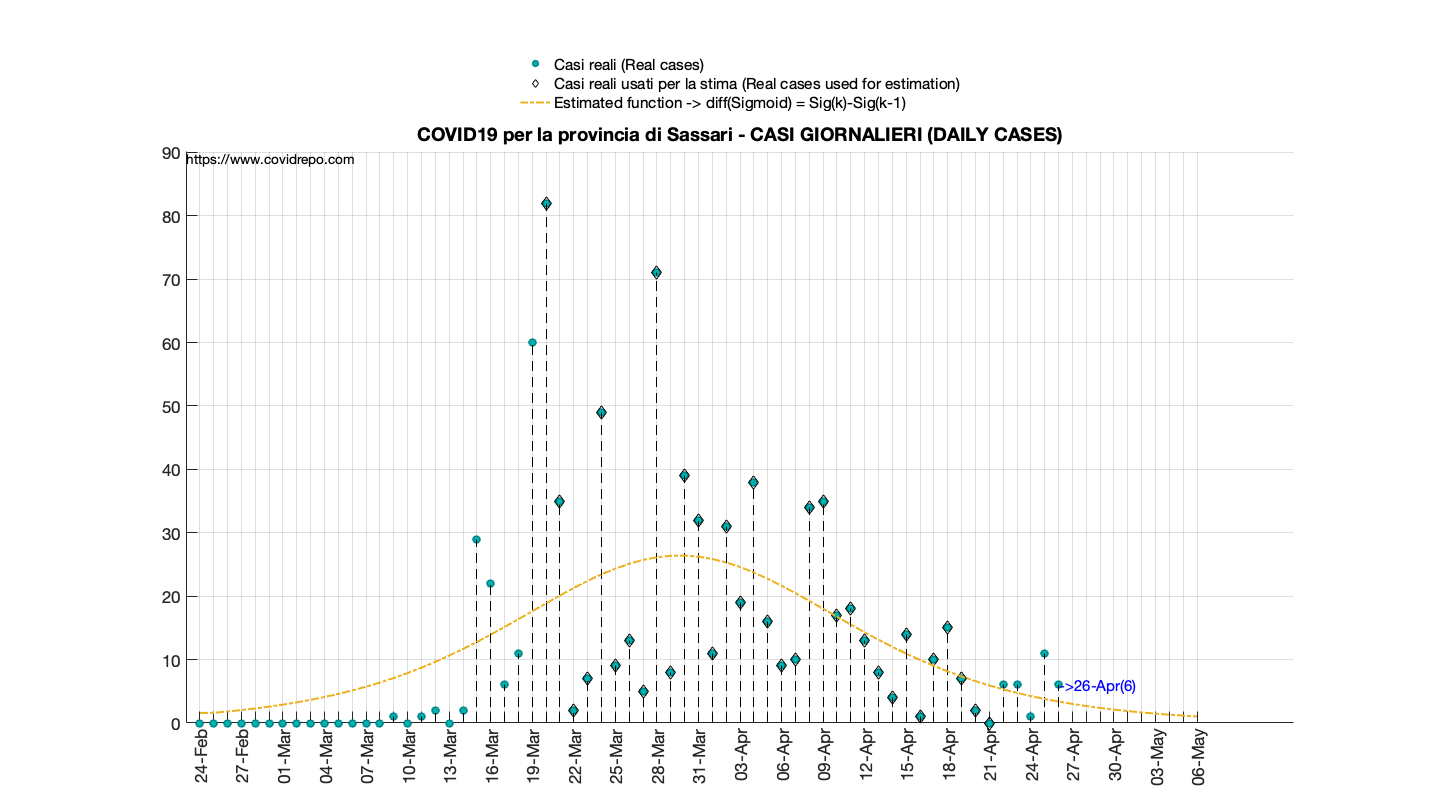 Casi reali (Real cases)
Casi reali usati per la stima (Real cases used for estimation)
Estimated function -> diff(Sigmoid) = Sig(k)-Sig(k-1)
COVID19 per la provincia di Sassari - CASI GIORNALIERI (DAILY CASES)
https://www.covidrepo.com
90
80
70
60
50
40
30
20
10
0
->26-Apr(6)
24-Feb
27-Feb
01-Mar
04-Mar
07-Mar
10-Mar
13-Mar
16-Mar
19-Mar
22-Mar
25-Mar
28-Mar
31-Mar
03-Apr
06-Apr
09-Apr
12-Apr
15-Apr
18-Apr
21-Apr
24-Apr
27-Apr
30-Apr
03-May
06-May